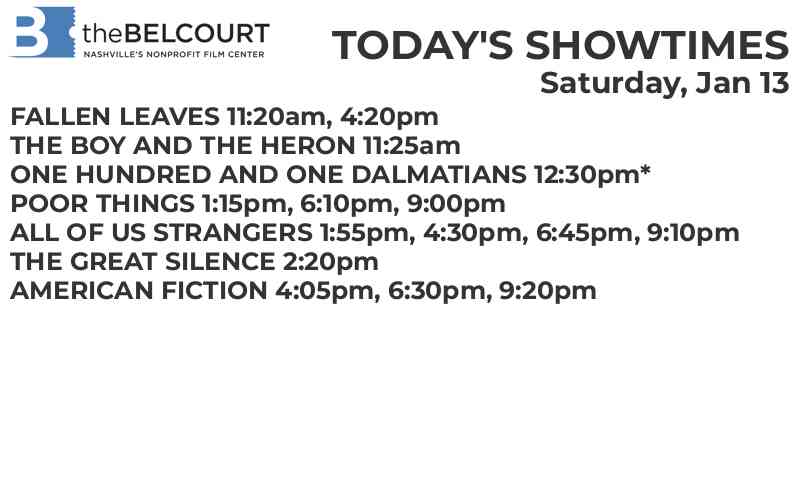 theBELCOURT
NASHVILLE'S NONPROFIT FILM CENTER
TODAY'S SHOWTIMES
Saturday, Jan 13
FALLEN LEAVES 11:20am, 4:20pm
THE BOY AND THE HERON 11:25am
ONE HUNDRED AND ONE DALMATIANS 12:30pm*
POOR THINGS 1:15pm, 6:10pm, 9:00pm
ALL OF US STRANGERS 1:55pm, 4:30pm, 6:45pm, 9:10pm
THE GREAT SILENCE 2:20pm
AMERICAN FICTION 4:05pm, 6:30pm, 9:20pm